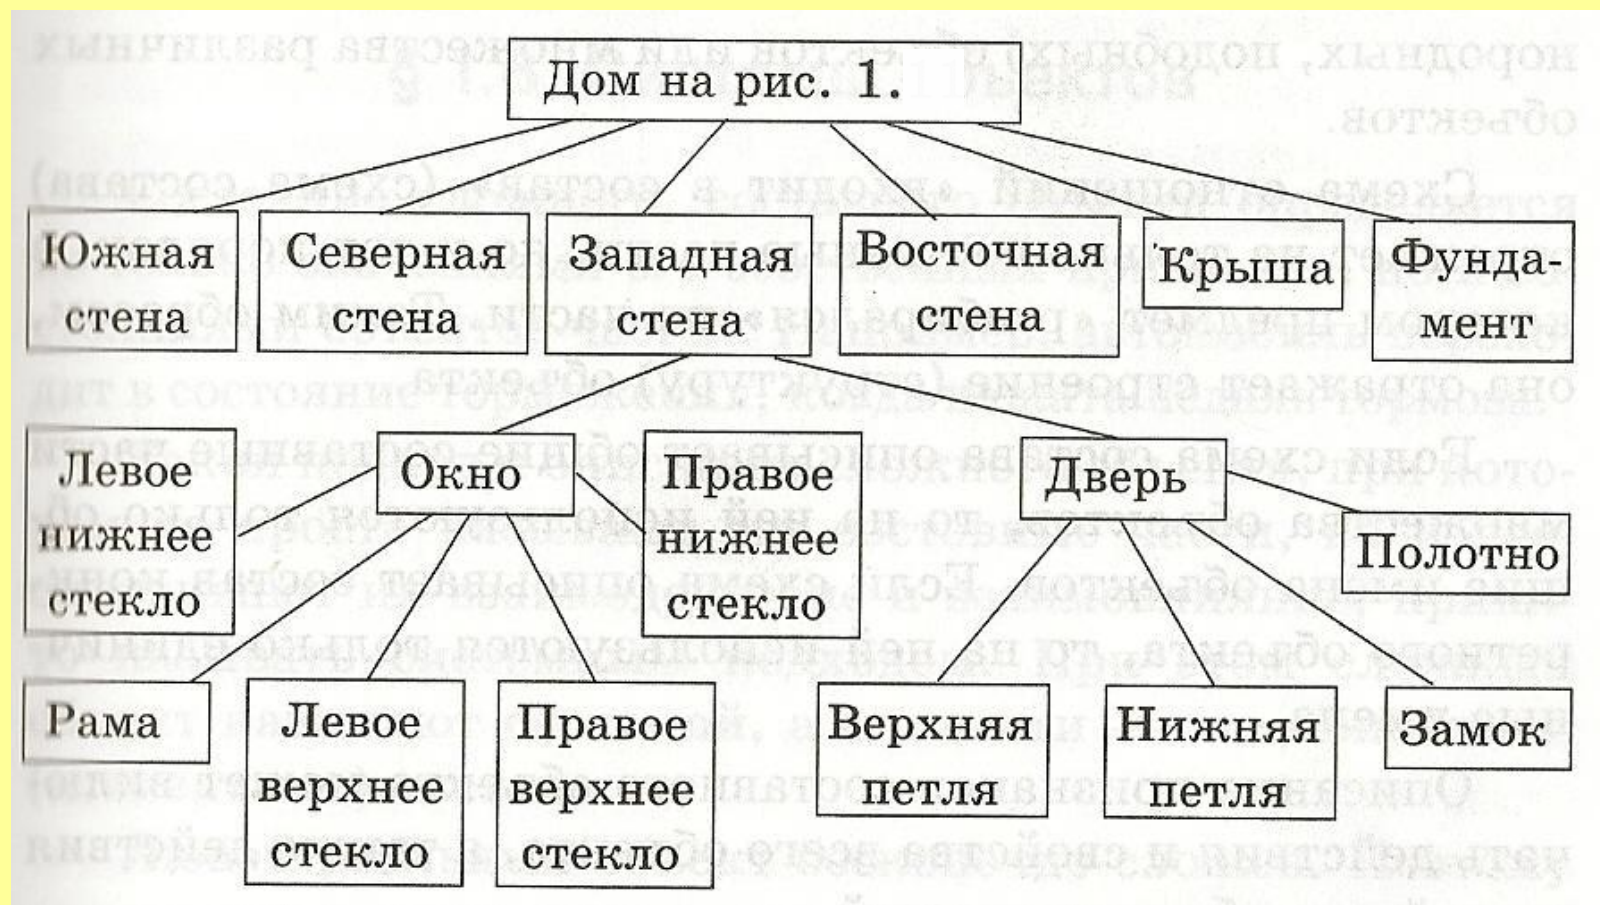 Дом на рис. 1.
Южная
стена
Северная
стена
Западная
стена
Восточная
стена
Крыша
Фунда-
мент
Левое
нижнее
стекло
Окно
Правое
нижнее
стекло
Дверь
Полотно
Рама
Левое
верхнее
стекло
Правое
верхнее
стекло
Верхняя
петля
Нижняя
петля
Замок